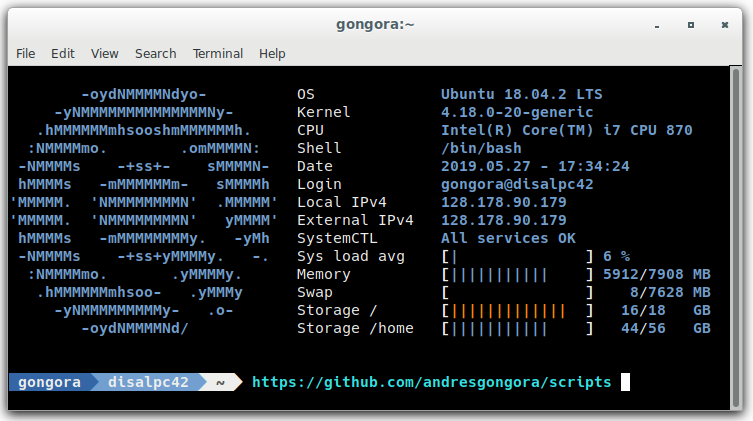 gongora:~
File Edit View Search Terminal Help
-oydNMMMMNdyo- OS Ubuntu 18.04.2 LTS
-yNMMMMMMMMMMMMMMMNy- Kernel 4.18.0-20-generic
.hMMMMMMmhsooshmMMMMMMh. CPU Intel(R) Core(TM) i7 CPU 870
:NMMMMmo. .omMMMMN: Shell /bin/bash
-NMMMMs -+ss+- sMMMMN- Date 2019.05.27 - 17:34:24
hMMMMs -mMMMMMMm- sMMMMh Login gongora@disalpc42
'MMMMM. 'NMMMMMMMMN' .MMMMM' Local IPv4 128.178.90.179
'MMMMM. 'NMMMMMMMMN' yMMMM' External IPv4 128.178.90.179
hMMMMs -mMMMMMMMMy. -yMh SystemCTL All services OK
-NMMMMs -+ss+yMMMMy. -. Sys load avg [| ] 6 %
:NMMMMmo. .yMMMMy. Memory [||||||||||| ] 5912/7908 MB
.hMMMMMMmhsoo- .yMMMy Swap [ ] 8/7628 MB
-yNMMMMMMMMMy- .o- Storage / [||||||||||||| ] 16/18 GB
-oydNMMMMNd/ Storage /home [||||||||||| ] 44/56 GB
gongora disalpc42 ~ https://github.com/andresgongora/scripts